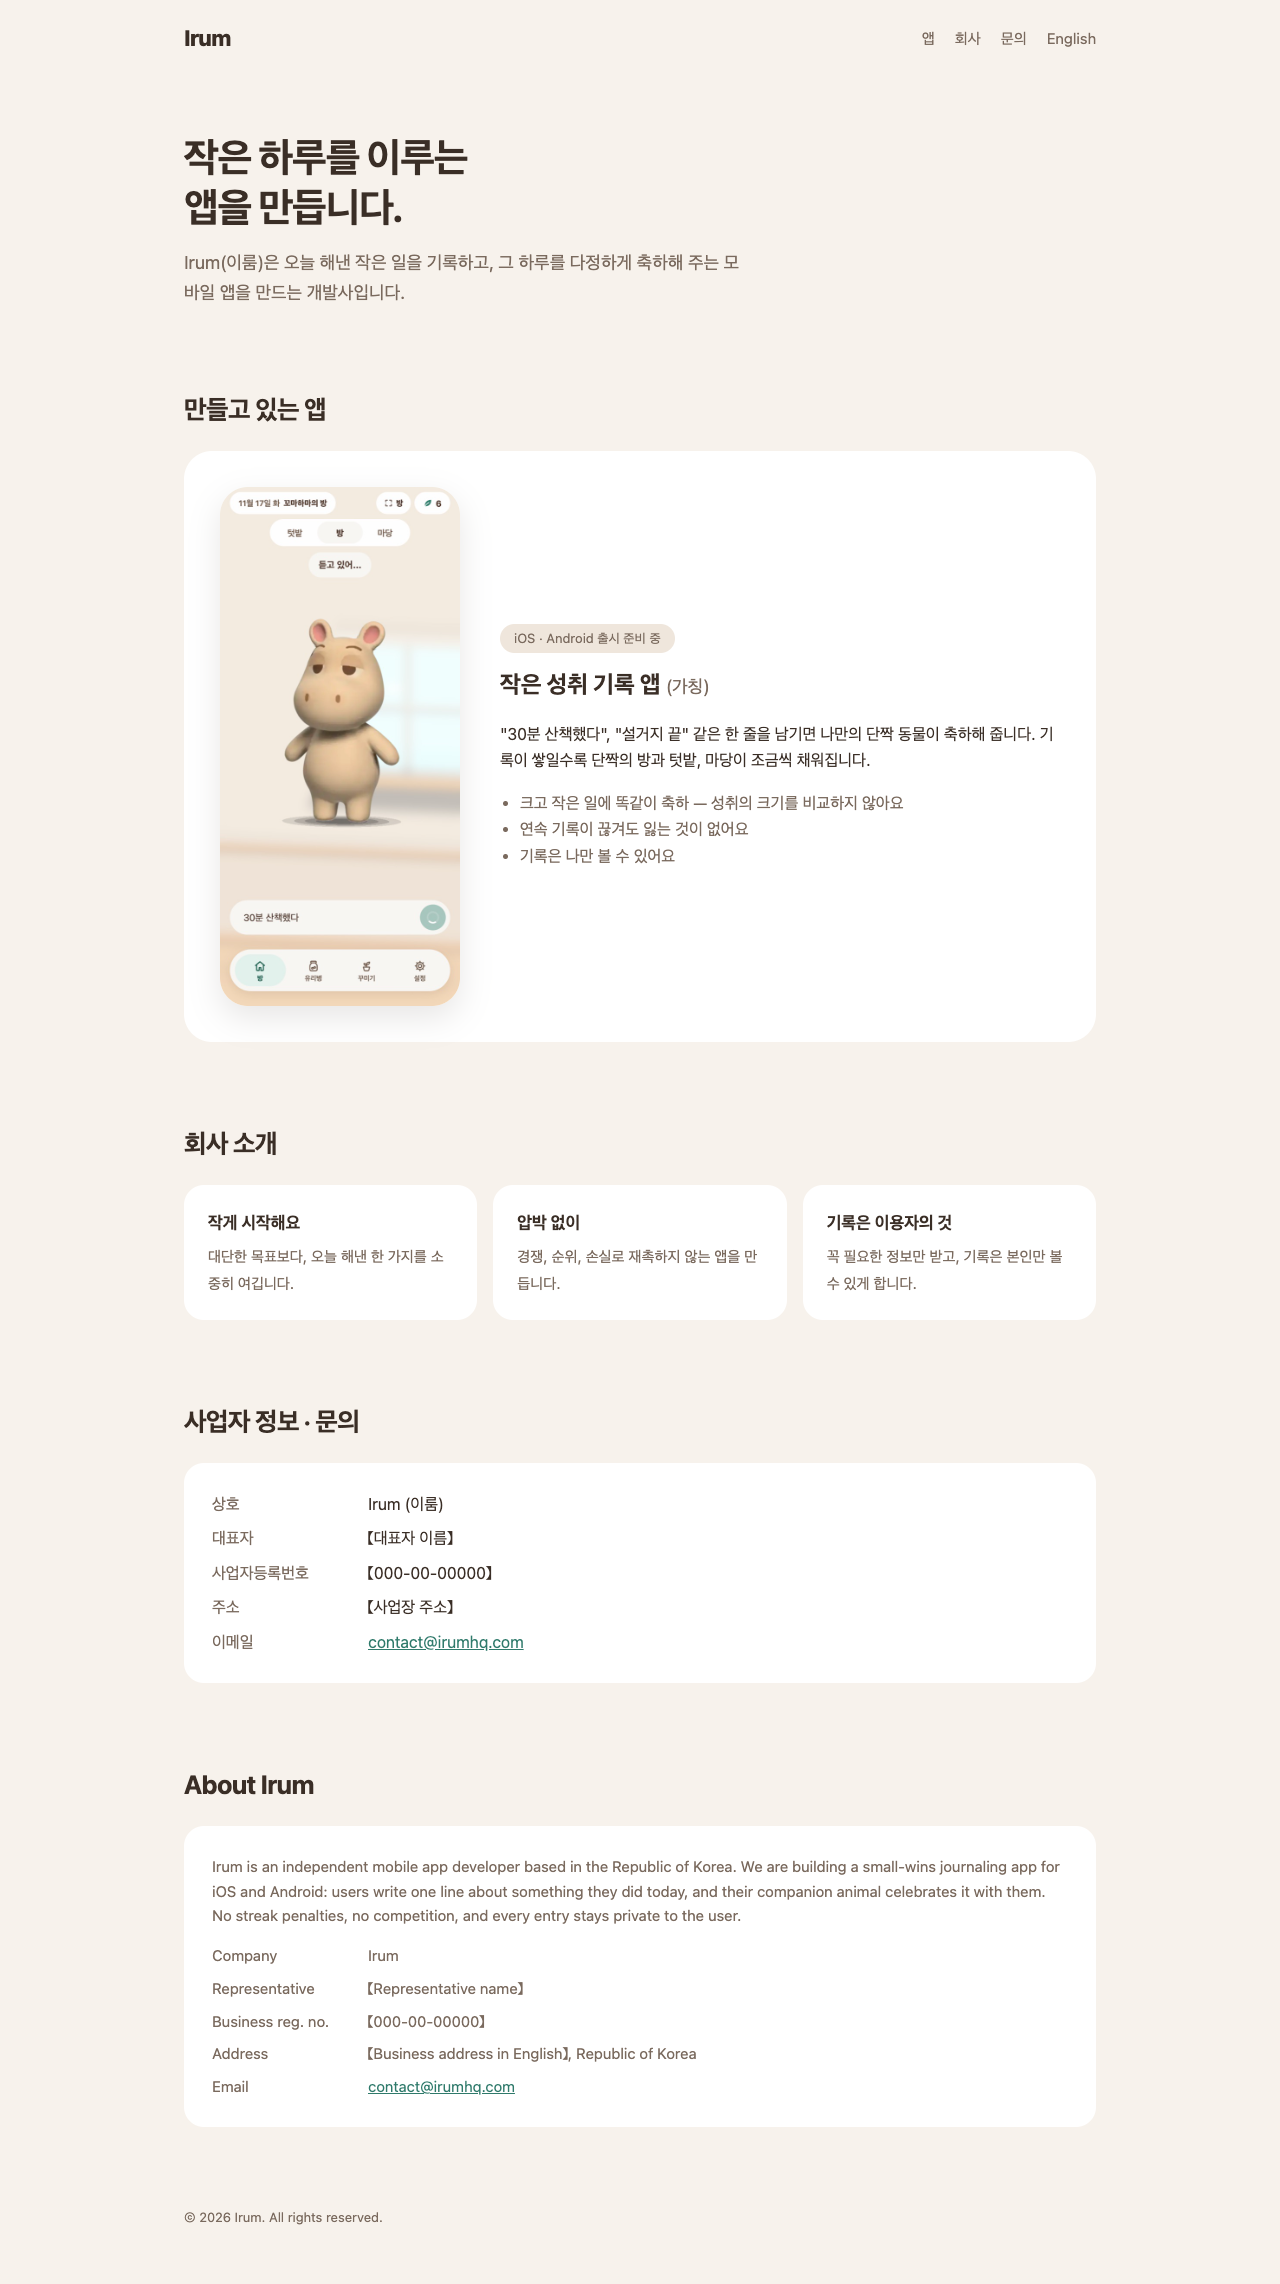 Irum
앱 회사 문의 English
작은 하루를 이루는
앱을 만듭니다.
Irum(이룸)은 오늘 해낸 작은 일을 기록하고, 그 하루를 다정하게 축하해 주는 모
바일 앱을 만드는 개발사입니다.
만들고 있는 앱
11월 17일 화 꼬마하마의 방
방
6
텃밭 방 마당
듣고 있어...
30분 산책했다
방 유리병 꾸미기 설정
iOS · Android 출시 준비 중
작은 성취 기록 앱 (가칭)
"30분 산책했다", "설거지 끝" 같은 한 줄을 남기면 나만의 단짝 동물이 축하해 줍니다. 기
록이 쌓일수록 단짝의 방과 텃밭, 마당이 조금씩 채워집니다.
• 크고 작은 일에 똑같이 축하 — 성취의 크기를 비교하지 않아요
• 연속 기록이 끊겨도 잃는 것이 없어요
• 기록은 나만 볼 수 있어요
회사 소개
작게 시작해요
대단한 목표보다, 오늘 해낸 한 가지를 소
중히 여깁니다.
압박 없이
경쟁, 순위, 손실로 재촉하지 않는 앱을 만
듭니다.
기록은 이용자의 것
꼭 필요한 정보만 받고, 기록은 본인만 볼
수 있게 합니다.
사업자 정보 · 문의
상호 Irum (이룸)
대표자 【대표자 이름】
사업자등록번호 【000-00-00000】
주소 【사업장 주소】
이메일 contact@irumhq.com
About Irum
Irum is an independent mobile app developer based in the Republic of Korea. We are building a small-wins journaling app for
iOS and Android: users write one line about something they did today, and their companion animal celebrates it with them.
No streak penalties, no competition, and every entry stays private to the user.
Company Irum
Representative 【Representative name】
Business reg. no. 【000-00-00000】
Address 【Business address in English】, Republic of Korea
Email contact@irumhq.com
© 2026 Irum. All rights reserved.